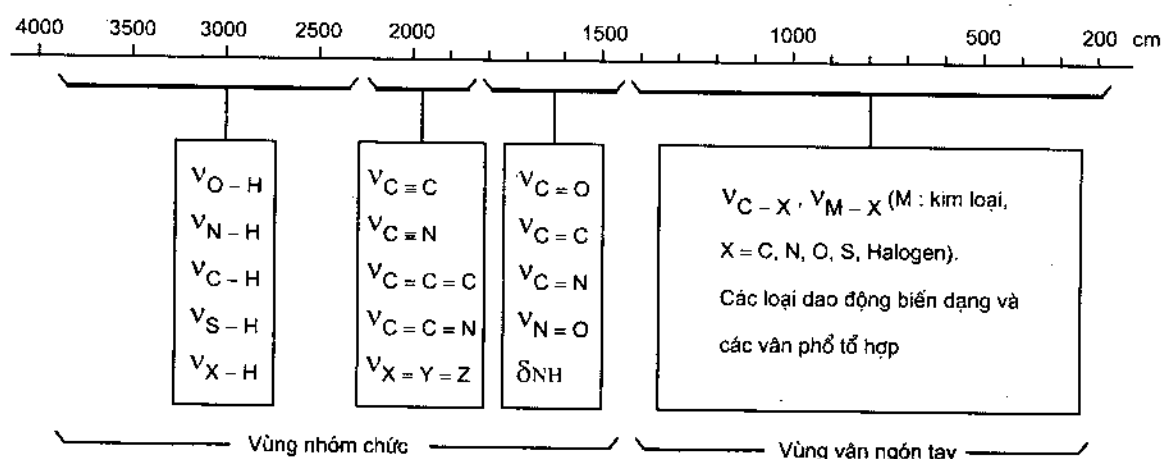 4000 3500 3000 2500 2000 1500 1000 500 200 cm
νO – H
νN – H
νC – H
νS – H
νX – H
νC ≡ C
νC ≡ N
νC = C = C
νC = C = N
νX = Y = Z
νC = O
νC = C
νC = N
νN = O
δNH
νC – X, νM – X (M : kim loại,
X = C, N, O, S, Halogen).
Các loại dao động biến dạng và
các vân phổ tổ hợp
Vùng nhóm chức
Vùng vân ngón tay